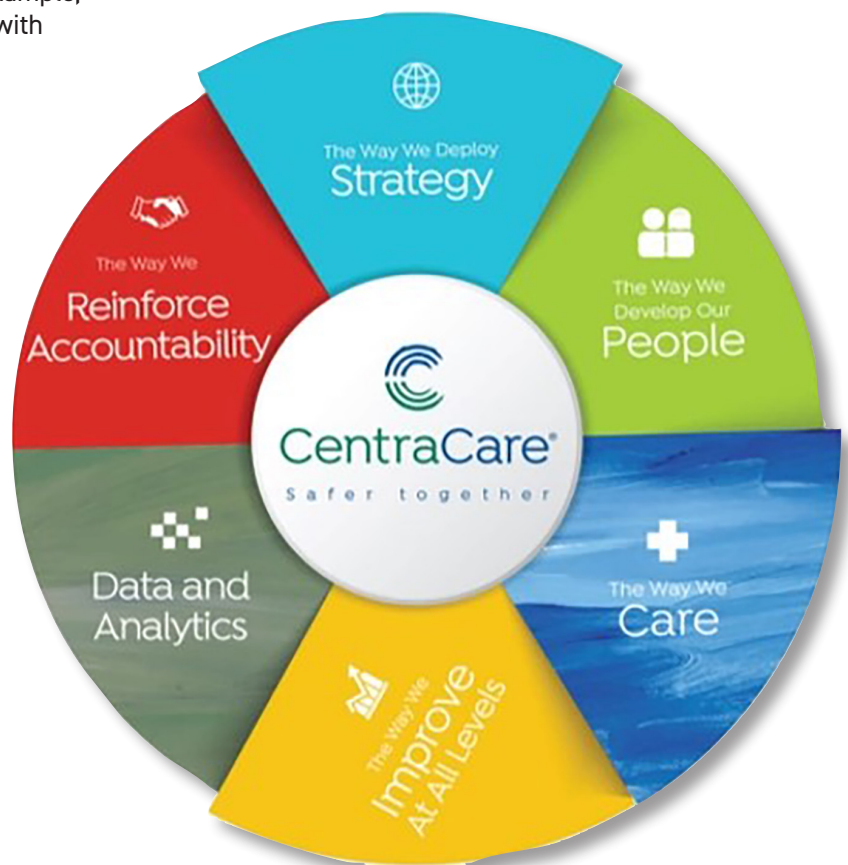 with
The Way We Deploy
Strategy
The Way We
Develop Our
People
The Way We
Care
The Way We
Improve
At All Levels
Data and
Analytics
The Way We
Reinforce
Accountability
CentraCare®
Safer together